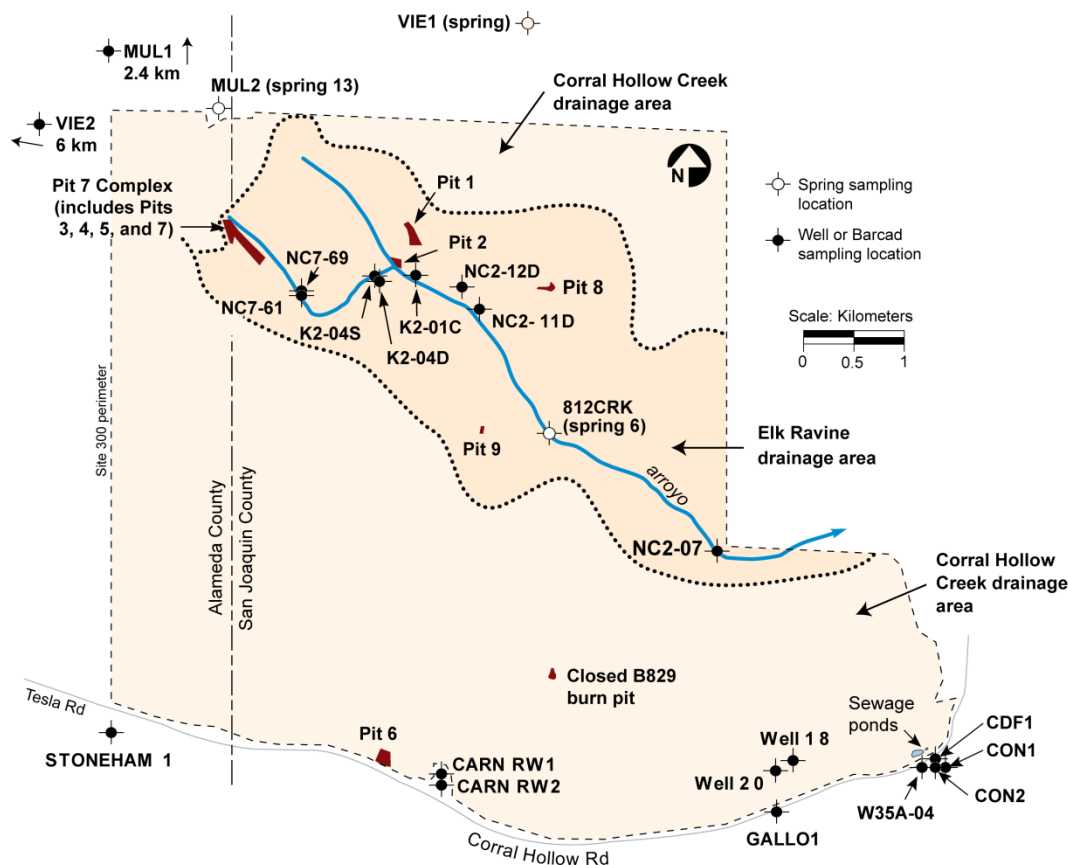 VIE1 (spring)
MUL1
2.4 km
MUL2 (spring 13)
Corral Hollow Creek
drainage area
VIE2
6 km
N
Pit 7 Complex
(includes Pits
3, 4, 5, and 7)
Pit 1
Pit 2
Spring sampling
location
Well or Barcad
sampling location
NC7-69
NC7-61
NC2-12D
Pit 8
K2-04S
K2-01C
NC2- 11D
K2-04D
Scale: Kilometers
0 0.5 1
812CRK
(spring 6)
Pit 9
Elk Ravine
drainage area
Site 300 perimeter
Alameda County
San Joaquin County
arroyo
NC2-07
Corral Hollow
Creek drainage
area
Closed B829
burn pit
Tesla Rd
STONEHAM 1
Pit 6
CARN RW1
CARN RW2
Sewage
ponds
Well 18
Well 20
CDF1
CON1
CON2
W35A-04
GALLO1
Corral Hollow Rd